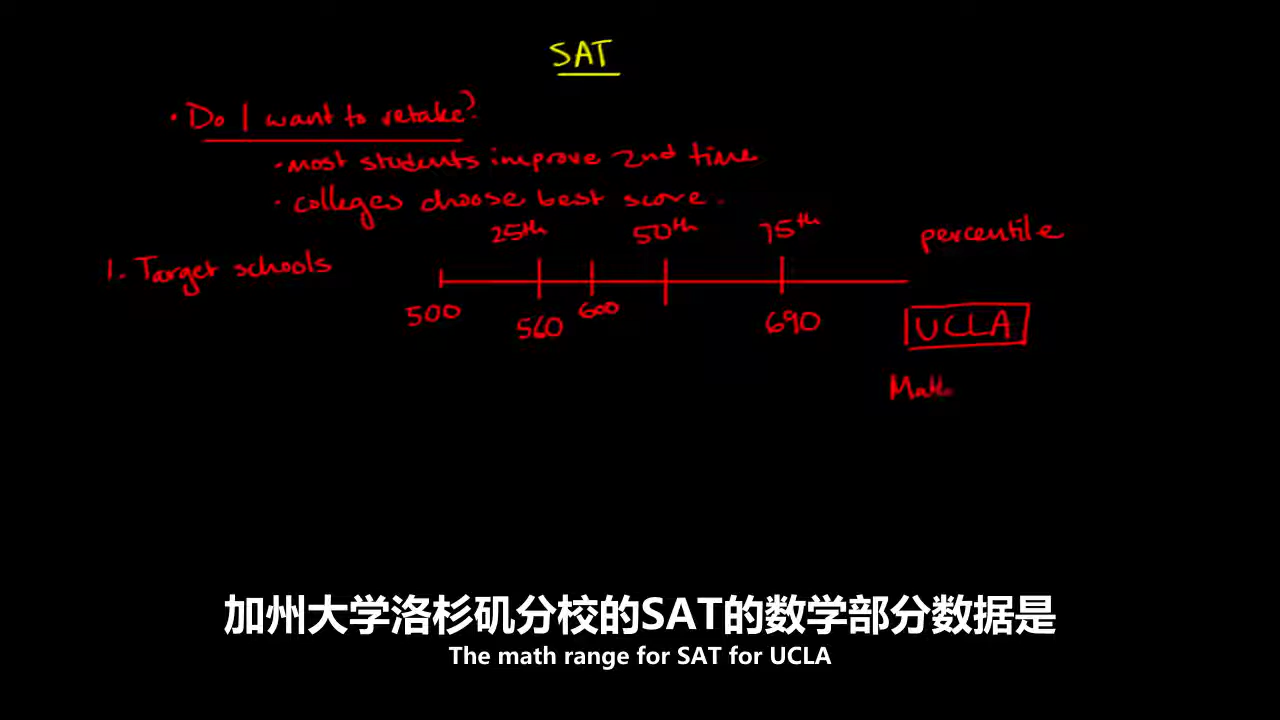 SAT
• Do I want to retake?
• most students improve 2nd time
• colleges choose best score.
25th 50th 75th percentile
1. Target schools
500 560 600 690 UCLA
Math
加州大学洛杉矶分校的SAT的数学部分数据是
The math range for SAT for UCLA